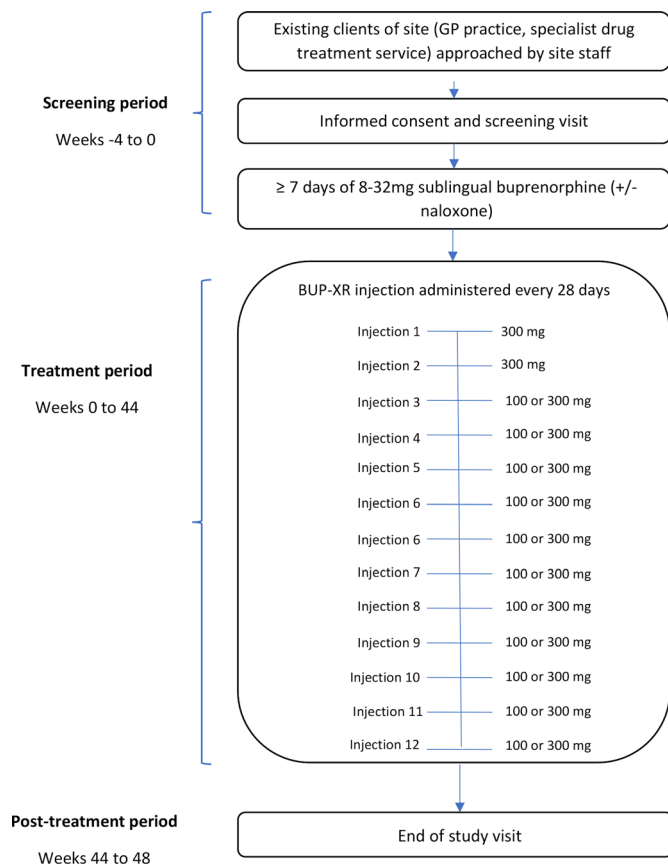 Existing clients of site (GP practice, specialist drug
treatment service) approached by site staff
Screening period
Weeks -4 to 0
Informed consent and screening visit
≥ 7 days of 8-32mg sublingual buprenorphine (+/-
naloxone)
BUP-XR injection administered every 28 days
Treatment period
Weeks 0 to 44
Injection 1 300 mg
Injection 2 300 mg
Injection 3 100 or 300 mg
Injection 4 100 or 300 mg
Injection 5 100 or 300 mg
Injection 6 100 or 300 mg
Injection 6 100 or 300 mg
Injection 7 100 or 300 mg
Injection 8 100 or 300 mg
Injection 9 100 or 300 mg
Injection 10 100 or 300 mg
Injection 11 100 or 300 mg
Injection 12 100 or 300 mg
Post-treatment period
Weeks 44 to 48
End of study visit